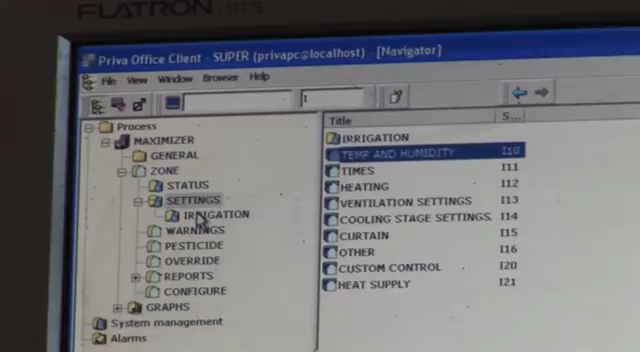 FLATRON
Priva Office Client - SUPER (privapc@localhost) - [Navigator]
File View Window Browser Help
1
Process
MAXIMIZER
GENERAL
ZONE
STATUS
SETTINGS
IRRIGATION
WARNINGS
PESTICIDE
OVERRIDE
REPORTS
CONFIGURE
GRAPHS
System management
Alarms
Title S...
IRRIGATION
TEMP AND HUMIDITY I10
TIMES I11
HEATING I12
VENTILATION SETTINGS I13
COOLING STAGE SETTINGS I14
CURTAIN I15
OTHER I16
CUSTOM CONTROL I20
HEAT SUPPLY I21